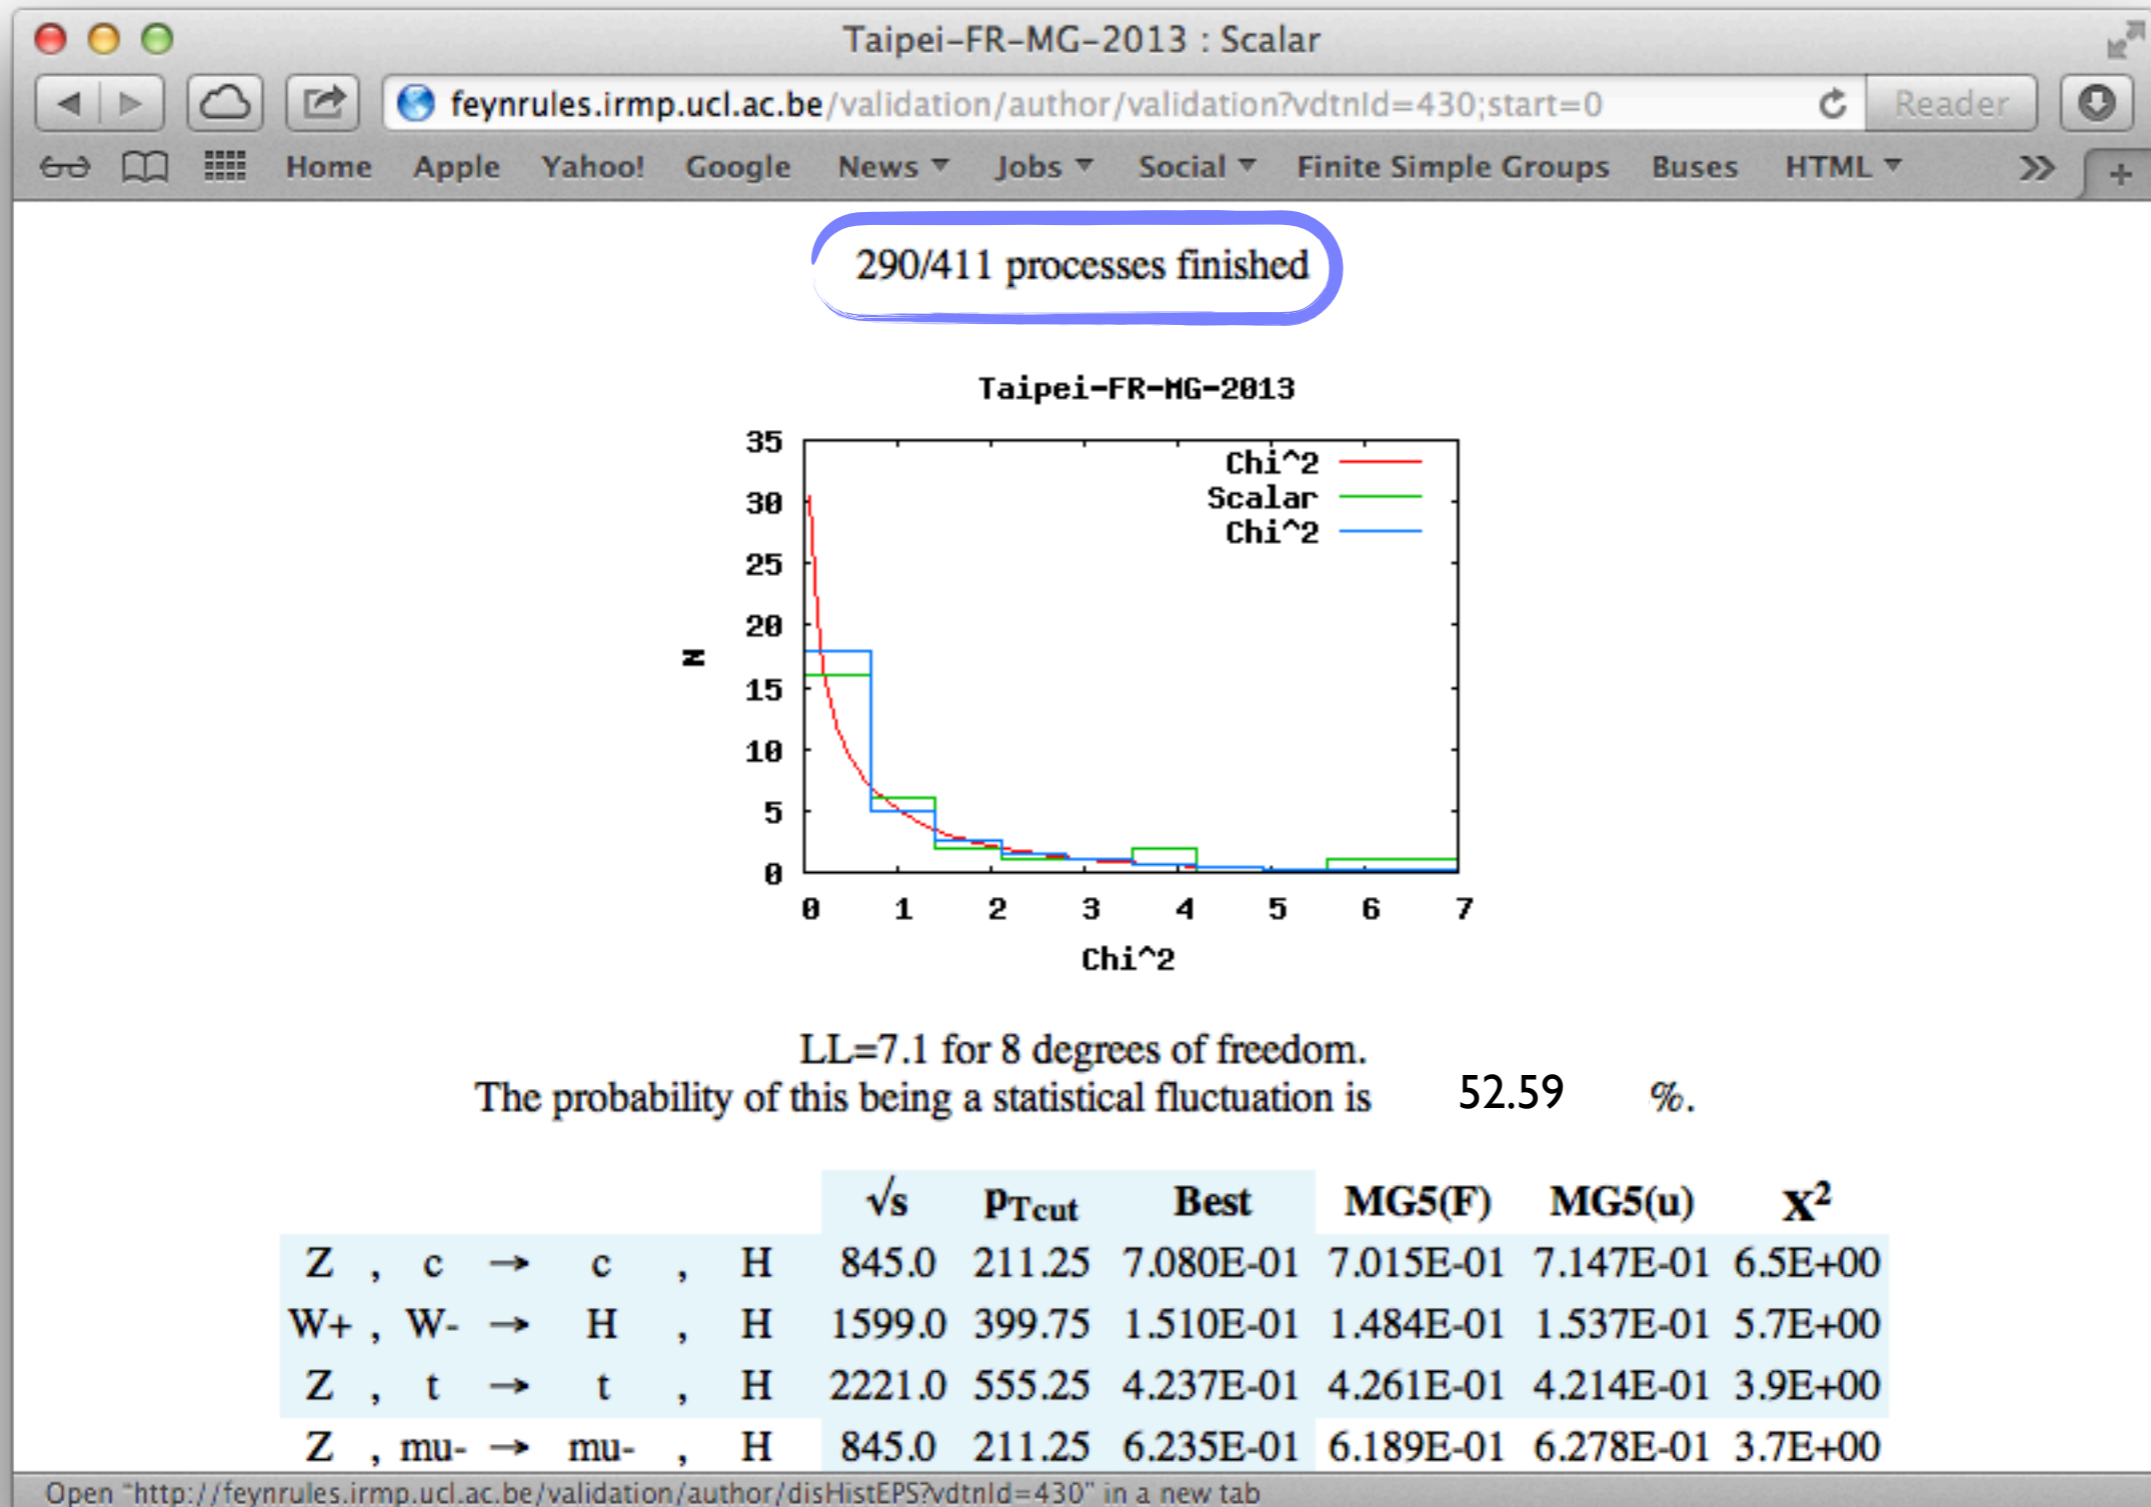 Taipei-FR-MG-2013 : Scalar
feynrules.irmp.ucl.ac.be/validation/author/validation?vdtnId=430;start=0 Reader
Home Apple Yahoo! Google News Jobs Social Finite Simple Groups Buses HTML
290/411 processes finished
Taipei-FR-MG-2013
35
30
25
20
15
10
5
0
N
Chi^2
Scalar
Chi^2
0 1 2 3 4 5 6 7
Chi^2
LL=7.1 for 8 degrees of freedom.
The probability of this being a statistical fluctuation is 52.59 %.
√s pTcut Best MG5(F) MG5(u) X²
Z , c → c , H 845.0 211.25 7.080E-01 7.015E-01 7.147E-01 6.5E+00
W+ , W- → H , H 1599.0 399.75 1.510E-01 1.484E-01 1.537E-01 5.7E+00
Z , t → t , H 2221.0 555.25 4.237E-01 4.261E-01 4.214E-01 3.9E+00
Z , mu- → mu- , H 845.0 211.25 6.235E-01 6.189E-01 6.278E-01 3.7E+00
Open "http://feynrules.irmp.ucl.ac.be/validation/author/disHistEPS?vdtnId=430" in a new tab